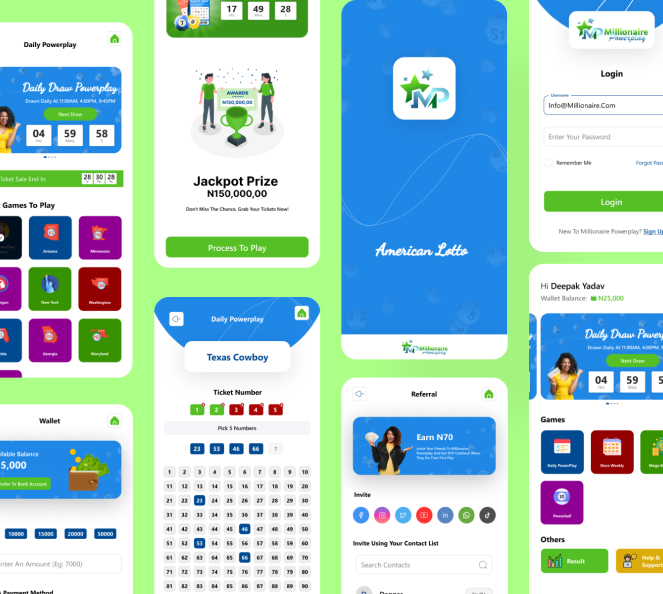 Daily Powerplay
Daily Draw Powerplay
Drawn Daily At 11:00AM, 4:00PM, 9:45PM
Next Draw
04 59 58
Hrs Mins S
Ticket Sale End In
28 30 28
Games To Play
Arizona
Minnesota
New York
Washington
Georgia
Maryland
Wallet
Balance
5,000
To Bank Account
10000 15000 20000 50000
Enter An Amount (Eg: 7000)
Payment Method
17 49 28
Hrs Mins S
AWARDS
N150,000,00
Jackpot Prize
N150,000,00
Don't Miss The Chance, Grab Your Tickets Now!
Process To Play
Daily Powerplay
Texas Cowboy
Ticket Number
1 2 3 4 5
Pick 5 Numbers
23 53 46 66 ?
1 2 3 4 5 6 7 8 9 10
11 12 13 14 15 16 17 18 19 20
21 22 23 24 25 26 27 28 29 30
31 32 33 34 35 36 37 38 39 40
41 42 43 44 45 46 47 48 49 50
51 52 53 54 55 56 57 58 59 60
61 62 63 64 65 66 67 68 69 70
71 72 73 74 75 76 77 78 79 80
81 82 83 84 85 86 87 88 89 90
51
MP
American Lotto
Millionaire
Powerplay
Referral
Earn N70
Invite Your Friends To Millionaire
Powerplay And Get N70 Cashback When
They Do Their First Play
Invite
Invite Using Your Contact List
Search Contacts
Millionaire
Powerplay
Login
Username
Info@Millionaire.Com
Enter Your Password
Remember Me
Forgot
Login
New To Millionaire Powerplay? Sign
Hi Deepak Yadav
Wallet Balance: N25,000
Daily Draw
Drawn Daily At 11:00AM, 4:00PM,
Next Draw
04 59
Hrs Mins
Games
Daily PowerPlay
Once Weekly
Mega
Powerball
Others
Result
Help &
Support